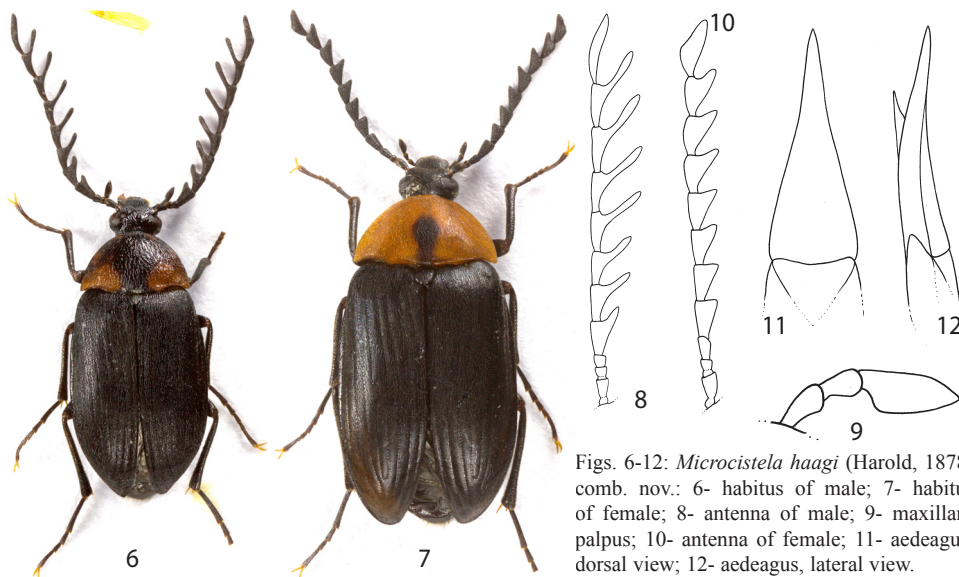 10
11
12
8
9
6
7
Figs. 6-12: Microcistela haagi (Harold, 1878
comb. nov.: 6- habitus of male; 7- habitu
of female; 8- antenna of male; 9- maxillar
palpus; 10- antenna of female; 11- aedeagu
dorsal view; 12- aedeagus, lateral view.